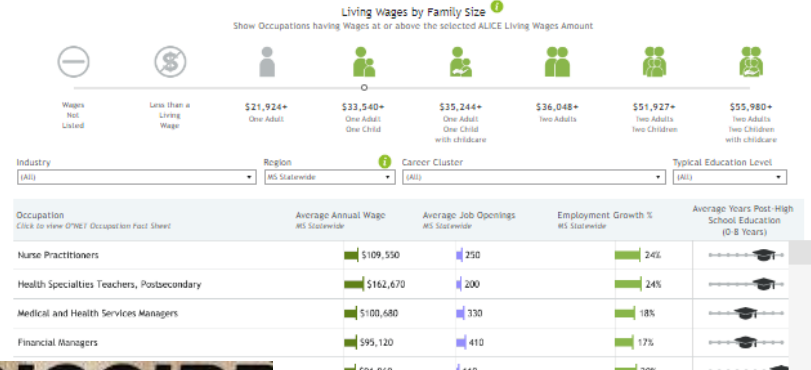 Living Wages by Family Size i
Show Occupations having Wages at or above the selected ALICE Living Wages Amount
Wages Not Listed
Less than a Living Wage
$21,924+ One Adult
$33,540+ One Adult One Child
$35,244+ One Adult One Child with childcare
$36,048+ Two Adults
$51,927+ Two Adults Two Children
$55,980+ Two Adults Two Children with childcare
Industry Region i Career Cluster Typical Education Level
(All) MS Statewide (All) (All)
Occupation Average Annual Wage Average Job Openings Employment Growth % Average Years Post-High School Education (0-8 Years)
Click to view O*NET Occupation Fact Sheet MS Statewide MS Statewide MS Statewide
Nurse Practitioners $109,550 250 24%
Health Specialties Teachers, Postsecondary $162,670 200 24%
Medical and Health Services Managers $100,680 330 18%
Financial Managers $95,120 410 17%